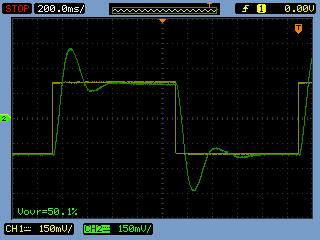 STOP 200.0ms/ T f 1 0.00V
T
2
Vovr=50.1%
CH1 150mV/ CH2 150mV/